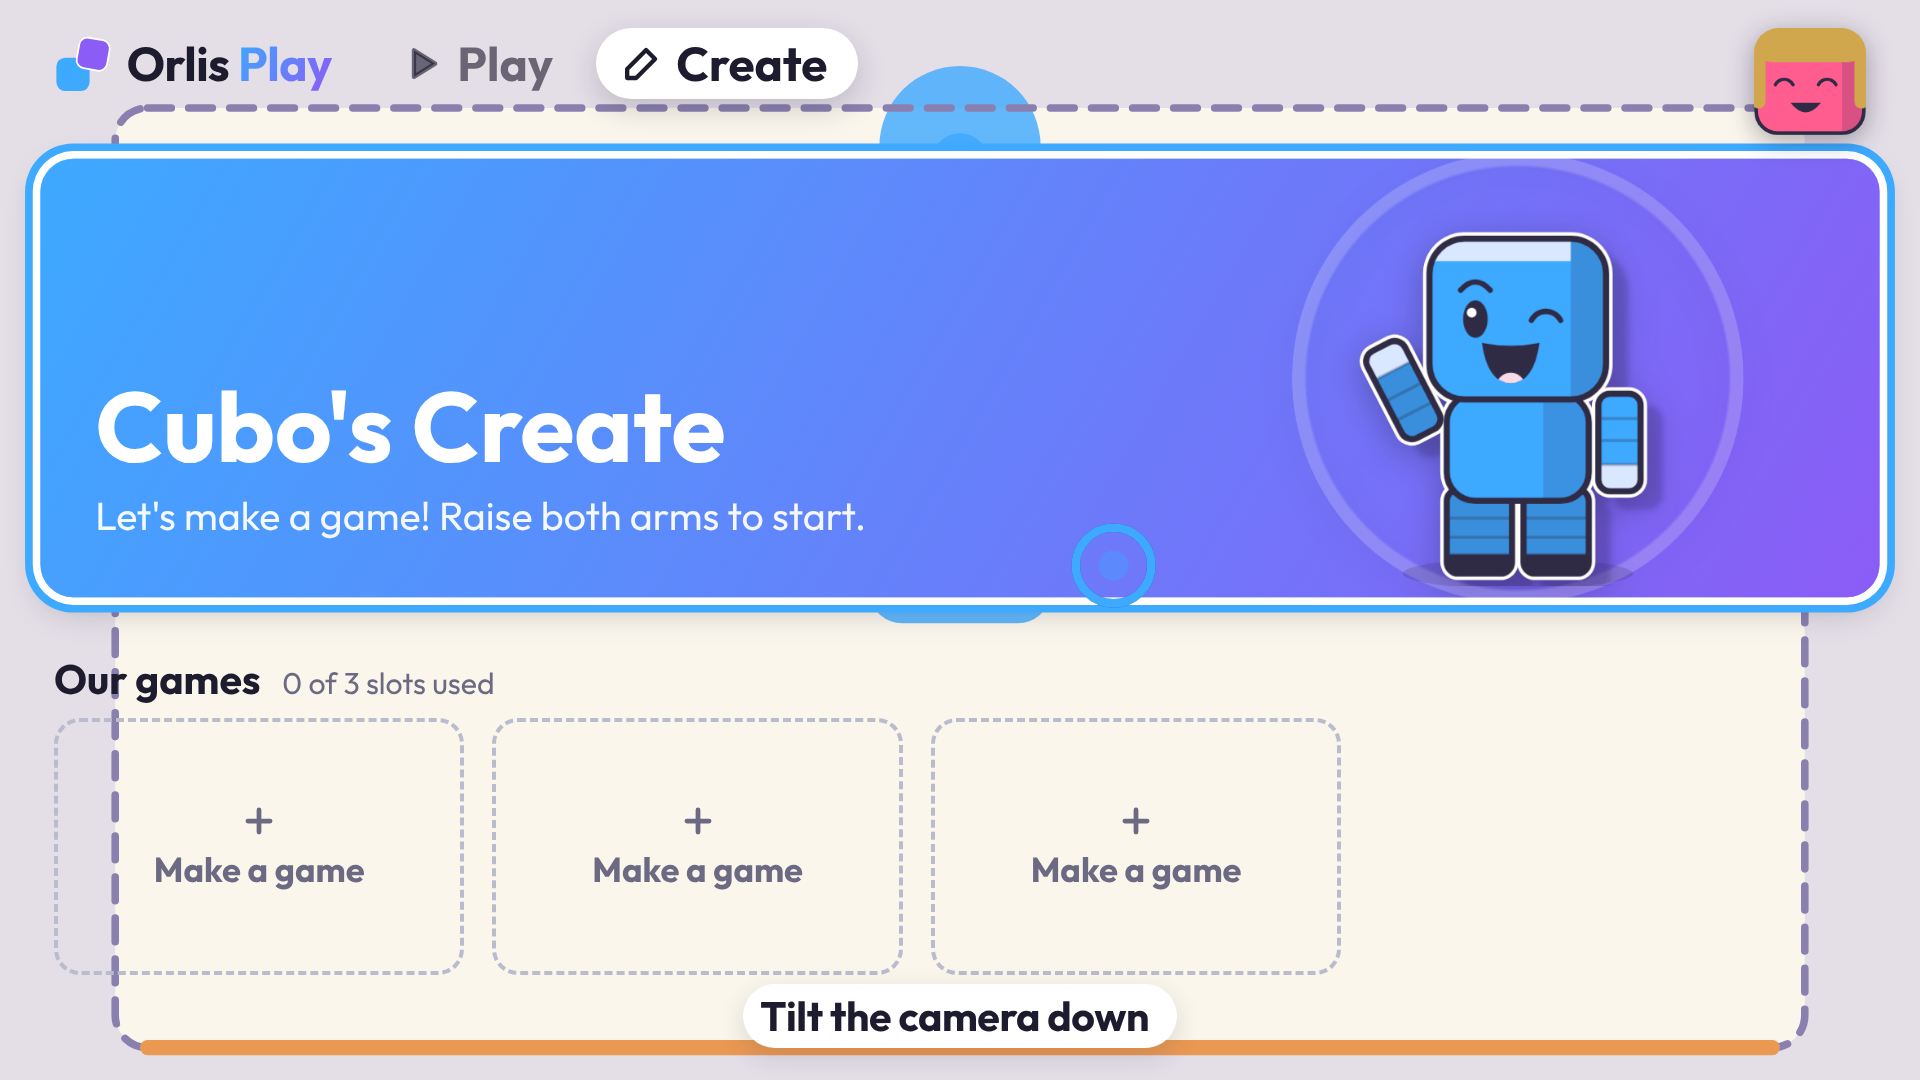 Orlis Play
Play
Create
Cubo's Create
Let's make a game! Raise both arms to start.
Our games
0 of 3 slots used
Make a game
Make a game
Make a game
Tilt the camera down